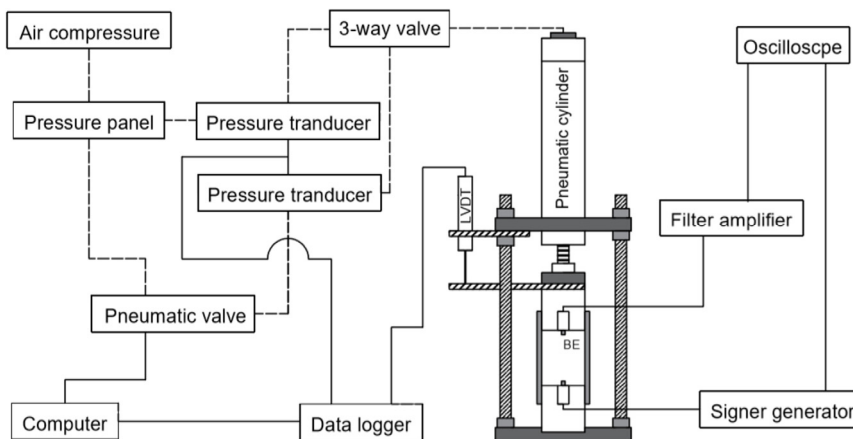 Air compressure
3-way valve
Oscilloscpe
Pressure panel
Pressure tranducer
Pneumatic cylinder
Pressure tranducer
LVDT
Filter amplifier
Pneumatic valve
BE
Computer
Data logger
Signer generator